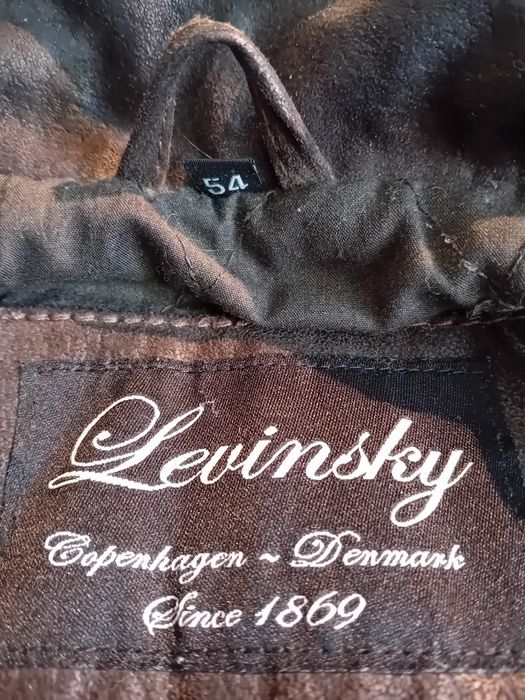 54
Levinsky
Copenhagen ~ Denmark
Since 1869